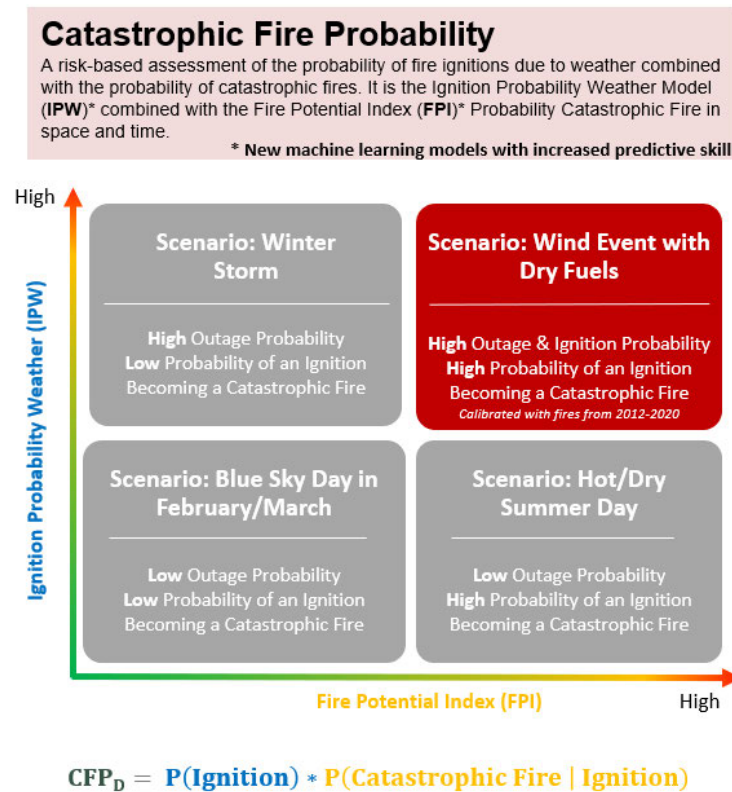 Catastrophic Fire Probability
A risk-based assessment of the probability of fire ignitions due to weather combined
with the probability of catastrophic fires. It is the Ignition Probability Weather Model
(IPW)* combined with the Fire Potential Index (FPI)* Probability Catastrophic Fire in
space and time.
* New machine learning models with increased predictive skill
High
Ignition Probability Weather (IPW)
Scenario: Winter
Storm
High Outage Probability
Low Probability of an Ignition
Becoming a Catastrophic Fire
Scenario: Wind Event with
Dry Fuels
High Outage & Ignition Probability
High Probability of an Ignition
Becoming a Catastrophic Fire
Calibrated with fires from 2012-2020
Scenario: Blue Sky Day in
February/March
Low Outage Probability
Low Probability of an Ignition
Becoming a Catastrophic Fire
Scenario: Hot/Dry
Summer Day
Low Outage Probability
High Probability of an Ignition
Becoming a Catastrophic Fire
Fire Potential Index (FPI)
High
CFP_D = P(Ignition) * P(Catastrophic Fire | Ignition)